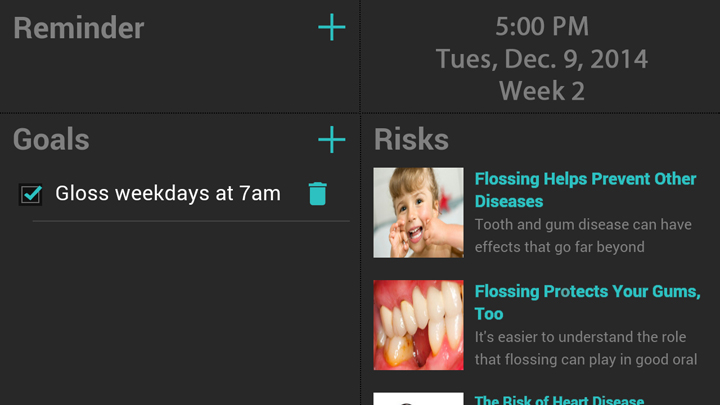 Reminder
5:00 PM
Tues, Dec. 9, 2014
Week 2
Goals
Gloss weekdays at 7am
Risks
Flossing Helps Prevent Other
Diseases
Tooth and gum disease can have
effects that go far beyond
Flossing Protects Your Gums,
Too
It's easier to understand the role
that flossing can play in good oral
The Risk of Heart Disease